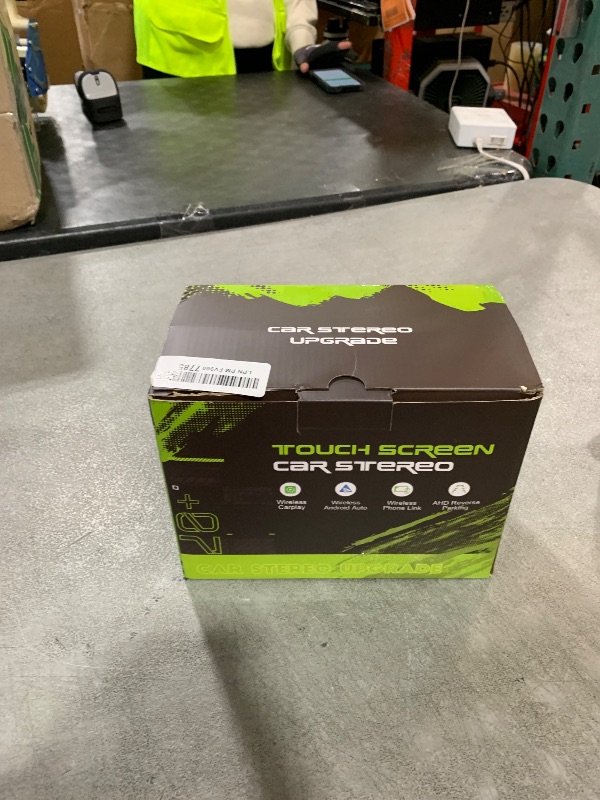 CAR STEREO
UPGRADE
TOUCH SCREEN
CAR STEREO
Wireless
Carplay
Wireless
Android Auto
Wireless
Phone Link
AHD Reverse
Parking
20+
CAR STEREO UPGRADE